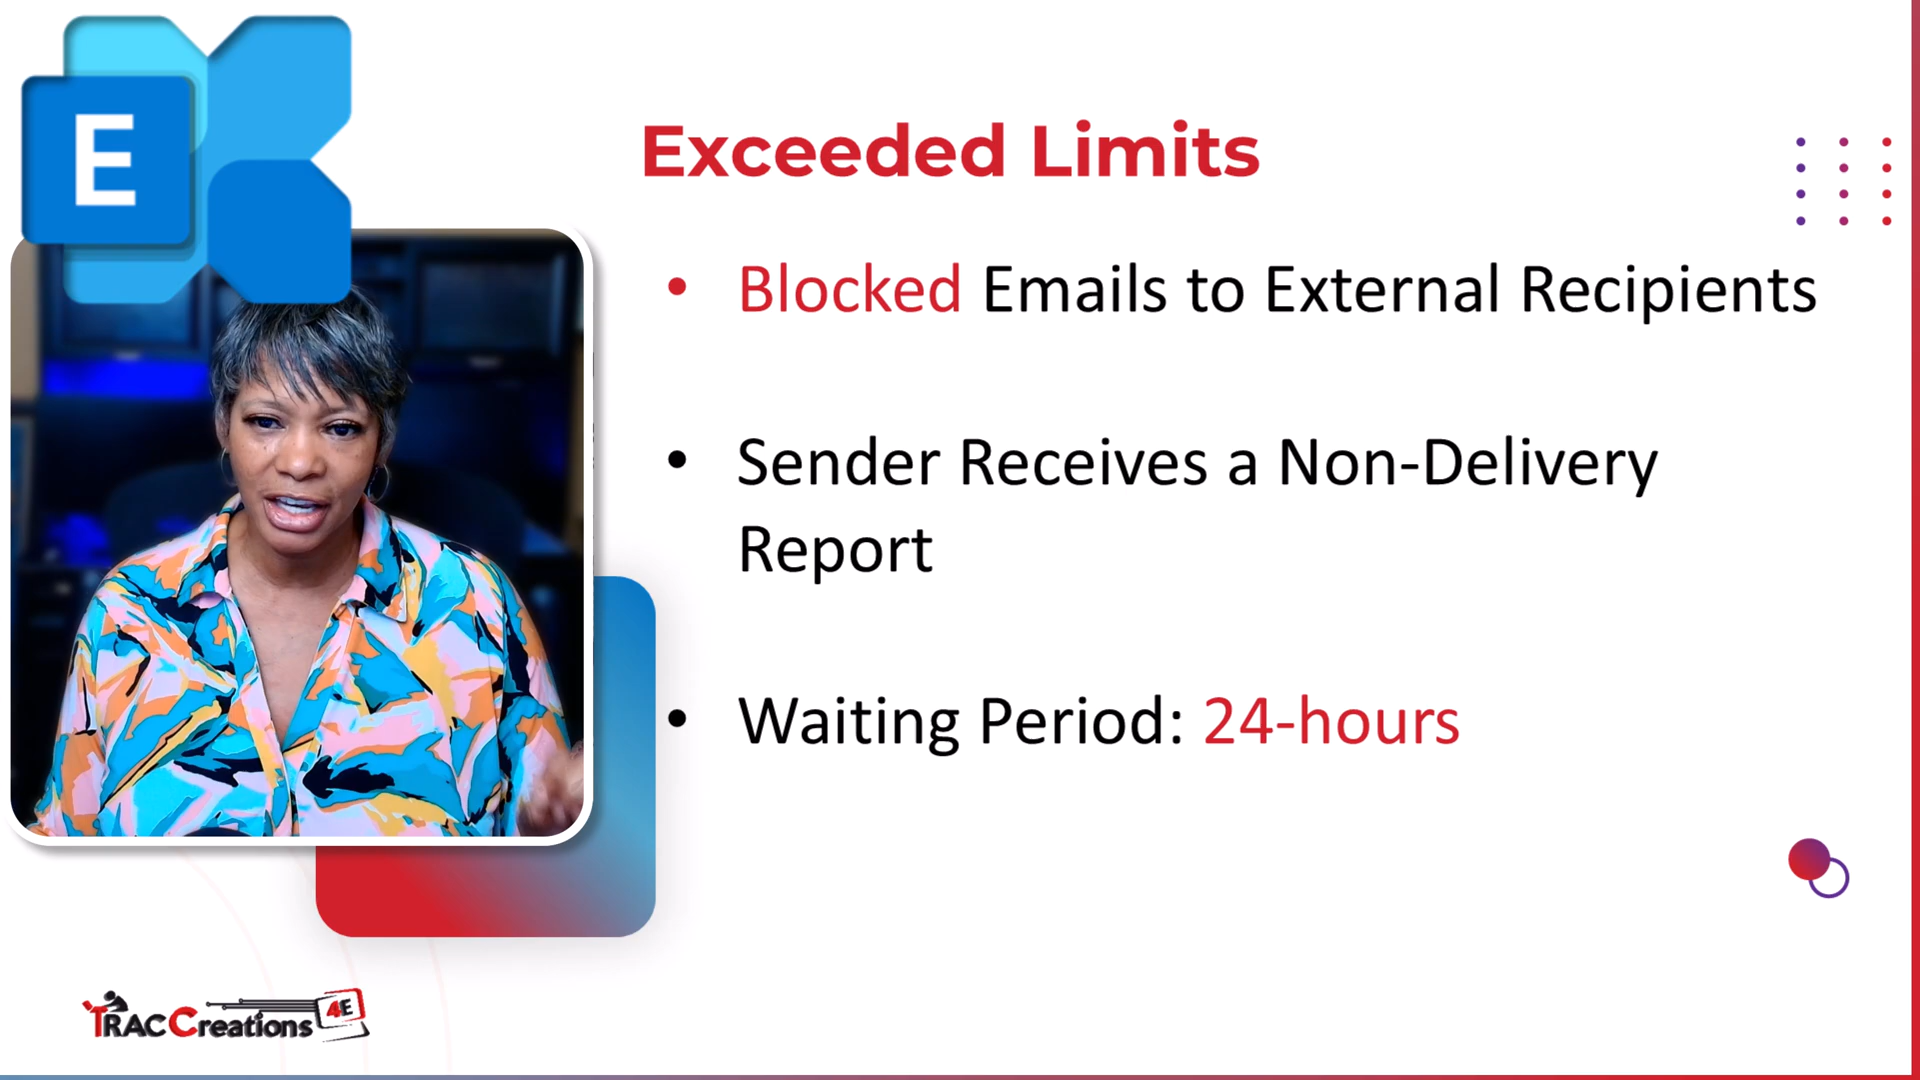 E
Exceeded Limits
• Blocked Emails to External Recipients
• Sender Receives a Non-Delivery
Report
• Waiting Period: 24-hours
TRACCreations 4E